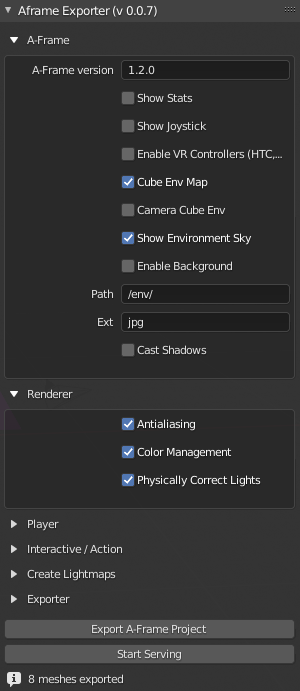 Aframe Exporter (v 0.0.7)
A-Frame
A-Frame version 1.2.0
Show Stats
Show Joystick
Enable VR Controllers (HTC,...
Cube Env Map
Camera Cube Env
Show Environment Sky
Enable Background
Path /env/
Ext jpg
Cast Shadows
Renderer
Antialiasing
Color Management
Physically Correct Lights
Player
Interactive / Action
Create Lightmaps
Exporter
Export A-Frame Project
Start Serving
8 meshes exported